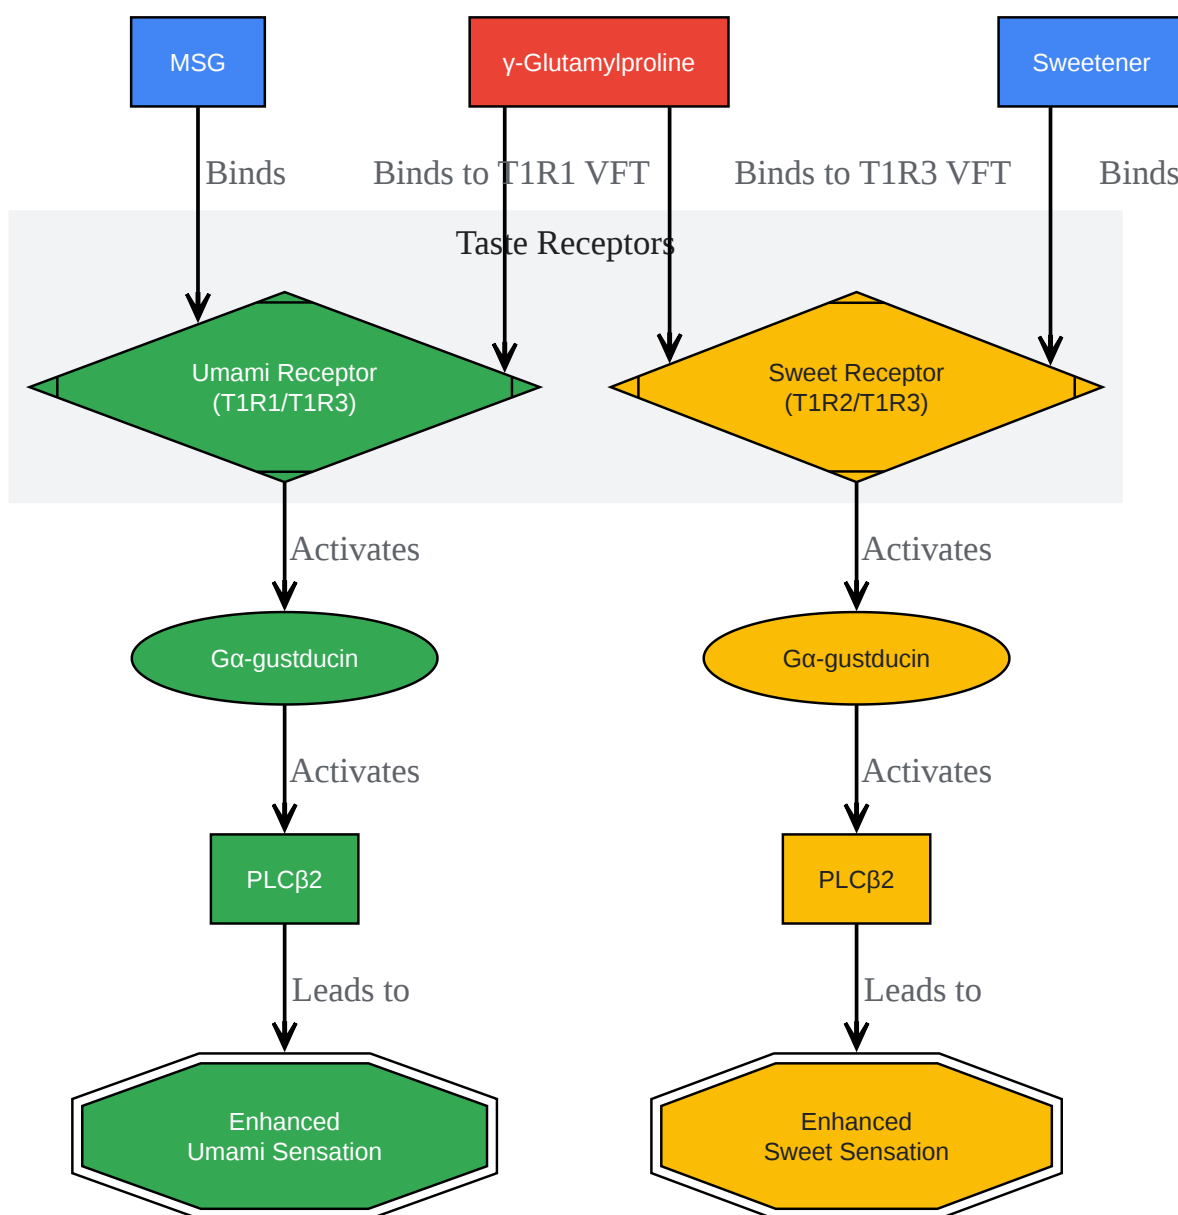 MSG
γ-Glutamylproline
Sweetener
Binds
Binds to T1R1 VFT
Binds to T1R3 VFT
Binds
Taste Receptors
Umami Receptor
(T1R1/T1R3)
Sweet Receptor
(T1R2/T1R3)
Activates
Activates
Gα-gustducin
Gα-gustducin
Activates
Activates
PLCβ2
PLCβ2
Leads to
Leads to
Enhanced
Umami Sensation
Enhanced
Sweet Sensation